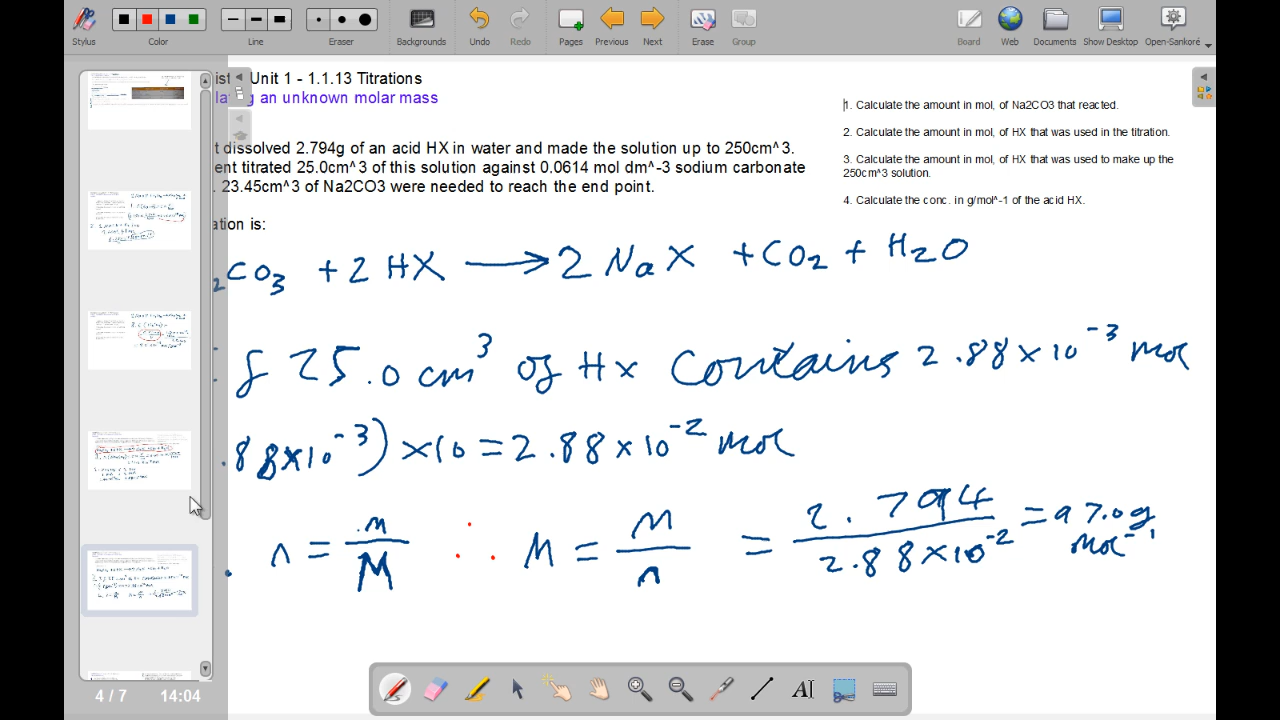 Stylus
Color
Line
Eraser
Backgrounds
Undo
Redo
Pages
Previous
Next
Erase
Group
Board
Web
Documents
Show Desktop
Open-Sankoré
Unit 1 - 1.1.13 Titrations
an unknown molar mass
t dissolved 2.794g of an acid HX in water and made the solution up to 250cm^3.
ent titrated 25.0cm^3 of this solution against 0.0614 mol dm^-3 sodium carbonate
. 23.45cm^3 of Na2CO3 were needed to reach the end point.
ation is:
1. Calculate the amount in mol, of Na2CO3 that reacted.
2. Calculate the amount in mol, of HX that was used in the titration.
3. Calculate the amount in mol, of HX that was used to make up the
250cm^3 solution.
4. Calculate the conc. in g/mol^-1 of the acid HX.
2CO3 + 2 HX → 2 NaX + CO2 + H2O
f 25.0 cm3 of Hx Contains 2.88 × 10-3 mol
.88×10-3) ×10 = 2.88 × 10-2 mol
n = m/M ∴ M = M/n = 2.794/2.88×10-2 = 97.0g mol-1
4 / 7
14:04